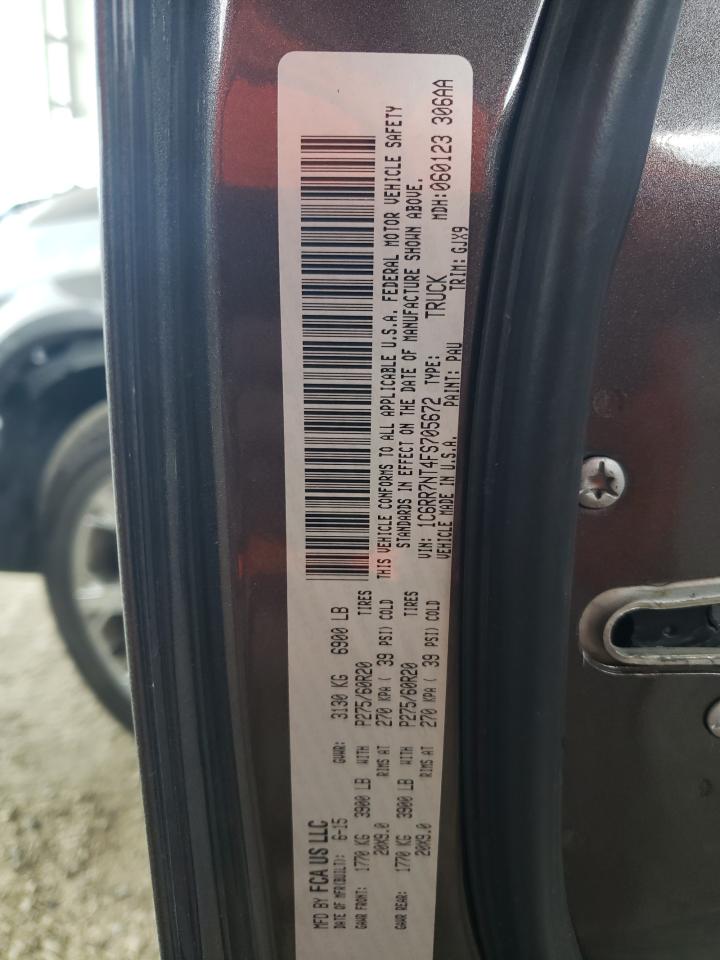 MFD BY FCA US LLC
DATE OF MFR(BUILT): 6-15 GVWR: 3130 KG 6900 LB
GAWR FRONT: 1770 KG 3900 LB WITH P275/60R20 TIRES
20X9.0 RIMS AT 270 KPA ( 39 PSI) COLD
GAWR REAR: 1770 KG 3900 LB WITH P275/60R20 TIRES
20X9.0 RIMS AT 270 KPA ( 39 PSI) COLD
THIS VEHICLE CONFORMS TO ALL APPLICABLE U.S.A. FEDERAL MOTOR VEHICLE SAFETY
STANDARDS IN EFFECT ON THE DATE OF MANUFACTURE SHOWN ABOVE.
VIN: 1C6RR7NT4FS705672 TYPE: TRUCK MDH:060123 306AA
VEHICLE MADE IN U.S.A. PAINT: PAU TRIM: GJX9